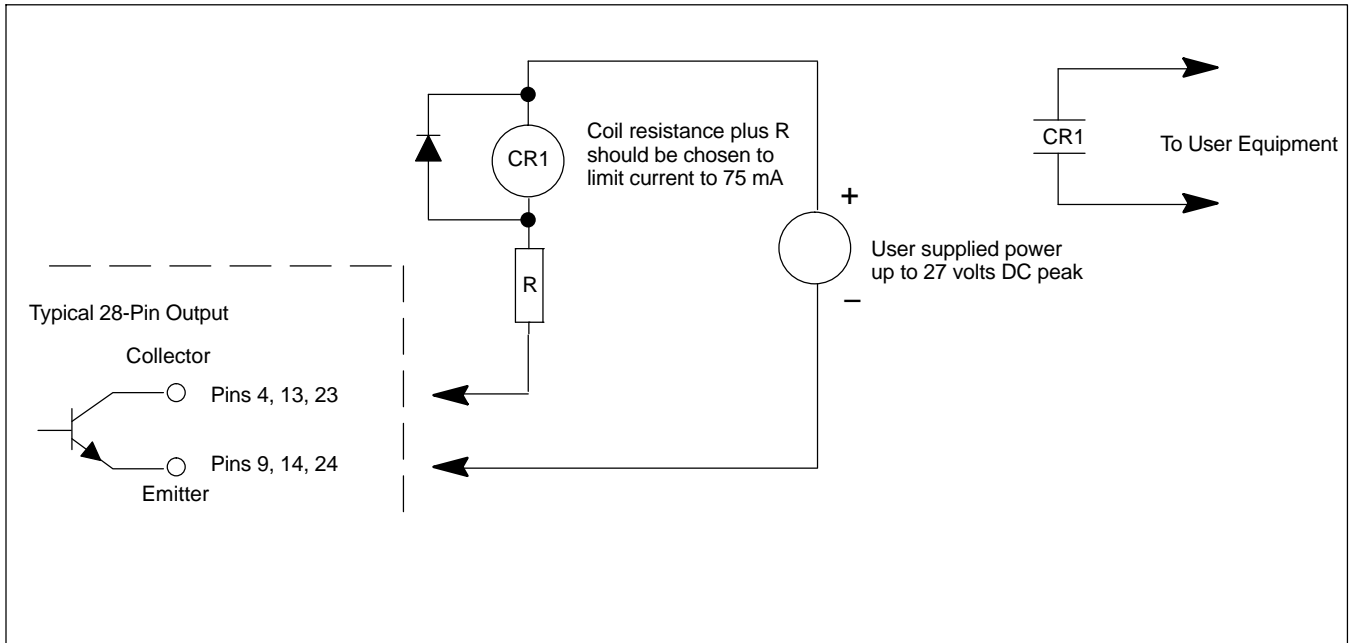 CR1
Coil resistance plus R
should be chosen to
limit current to 75 mA
CR1
To User Equipment
+
User supplied power
up to 27 volts DC peak
–
R
Typical 28-Pin Output
Collector
Pins 4, 13, 23
Pins 9, 14, 24
Emitter